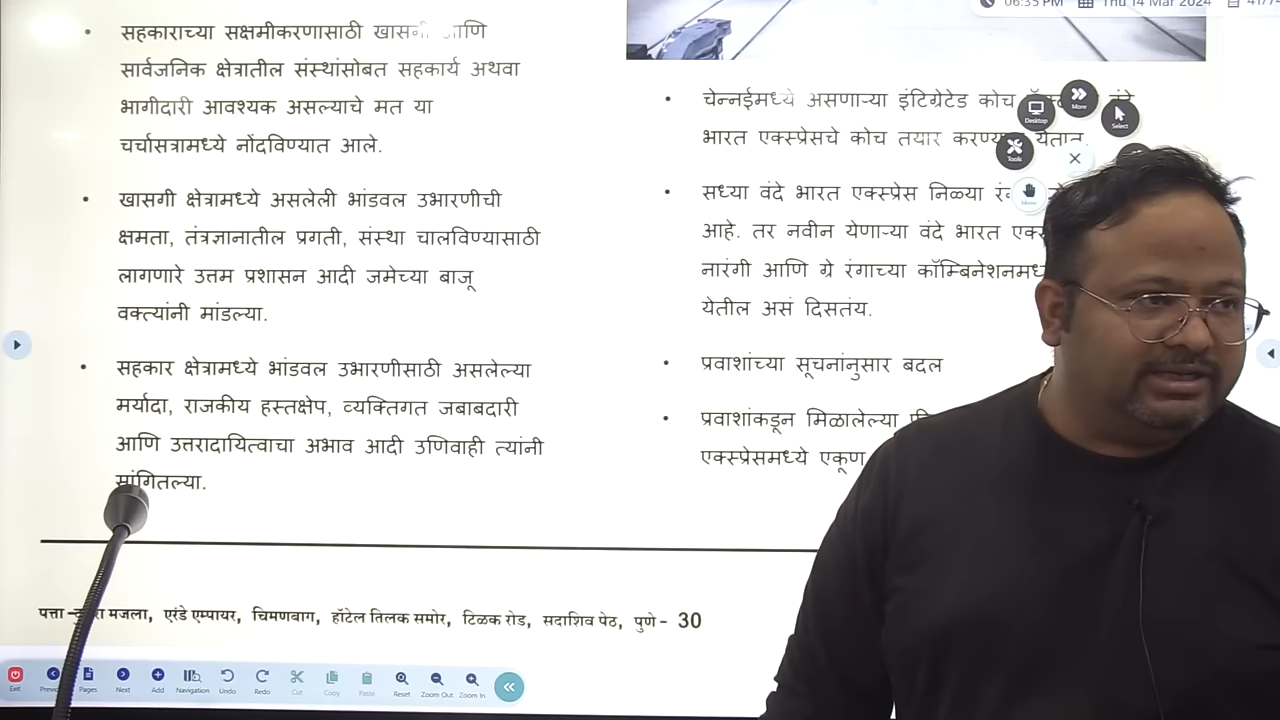 06:35 PM Thu 14 Mar 2024
• सहकाराच्या सक्षमीकरणासाठी
सार्वजनिक क्षेत्रातील संस्थांसोबत सहकार्य अथवा
भागीदारी आवश्यक असल्याचे मत या
चर्चासत्रामध्ये नोंदविण्यात आले.
• खासगी क्षेत्रामध्ये असलेली भांडवल उभारणीची
क्षमता, तंत्रज्ञानातील प्रगती, संस्था चालविण्यासाठी
लागणारे उत्तम प्रशासन आदी जमेच्या बाजू
वक्त्यांनी मांडल्या.
• सहकार क्षेत्रामध्ये भांडवल उभारणीसाठी असलेल्या
मर्यादा, राजकीय हस्तक्षेप, व्यक्तिगत जबाबदारी
आणि उत्तरादायित्वाचा अभाव आदी उणिवाही त्यांनी
सांगितल्या.
• चेन्नईमध्ये असणाऱ्या इंटिग्रेटेड कोच
भारत एक्स्प्रेसचे कोच तयार येतात.
• सध्या वंदे भारत एक्स्प्रेस निळ्या
आहे. तर नवीन येणाऱ्या वंदे भारत
नारंगी आणि ग्रे रंगाच्या
येतील असं दिसतंय.
• प्रवाशांच्या सूचनांनुसार बदल
• प्रवाशांकडून मिळालेल्या
एक्स्प्रेसमध्ये एकूण
Desktop
More
Select
Tools
Move
पत्ता – मजला, एरंडे एम्पायर, चिमणबाग, हॉटेल तिलक समोर, टिळक रोड, सदाशिव पेठ, पुणे - 30
Exit Pages Next Add Navigation Undo Redo Cut Copy Paste Reset Zoom Out Zoom In